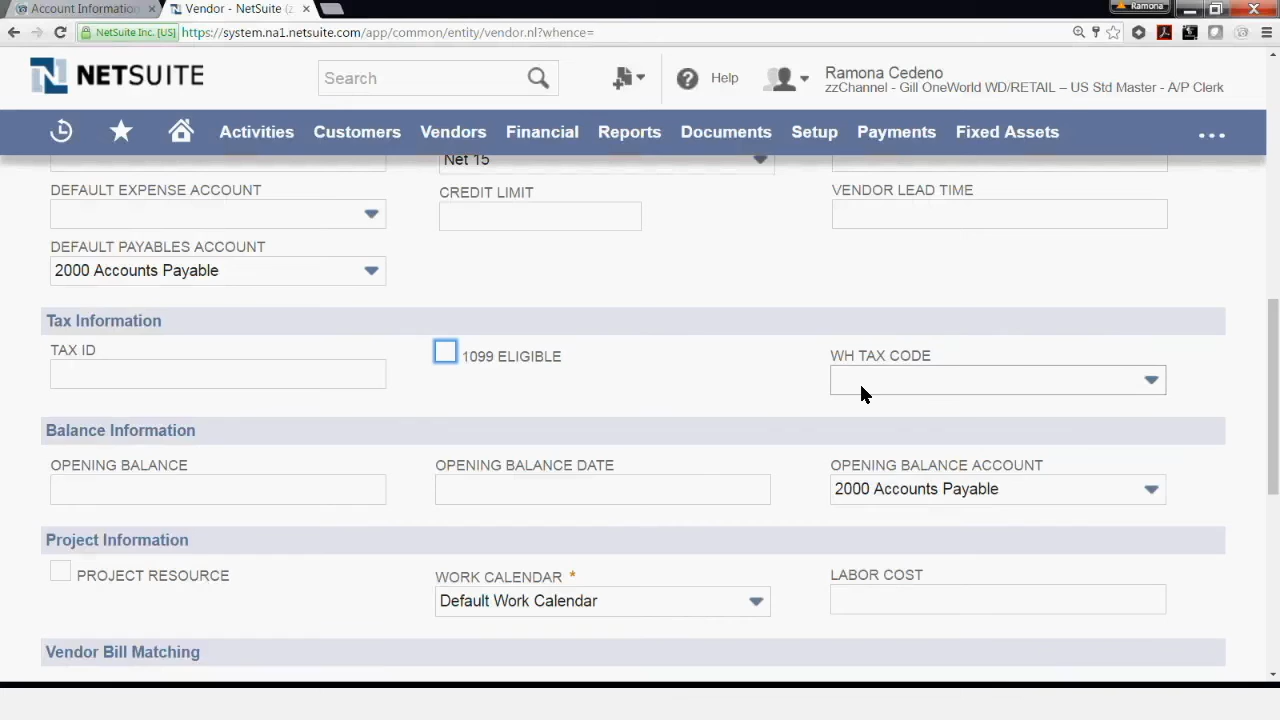 Account Information
Vendor - NetSuite (z
Ramona
NetSuite Inc. [US]
https://system.na1.netsuite.com/app/common/entity/vendor.nl?whence=
NETSUITE
Search
Help
Ramona Cedeno
zzChannel - Gill OneWorld WD/RETAIL – US Std Master - A/P Clerk
Activities
Customers
Vendors
Financial
Reports
Documents
Setup
Payments
Fixed Assets
Net 15
DEFAULT EXPENSE ACCOUNT
CREDIT LIMIT
VENDOR LEAD TIME
DEFAULT PAYABLES ACCOUNT
2000 Accounts Payable
Tax Information
TAX ID
1099 ELIGIBLE
WH TAX CODE
Balance Information
OPENING BALANCE
OPENING BALANCE DATE
OPENING BALANCE ACCOUNT
2000 Accounts Payable
Project Information
PROJECT RESOURCE
WORK CALENDAR *
Default Work Calendar
LABOR COST
Vendor Bill Matching